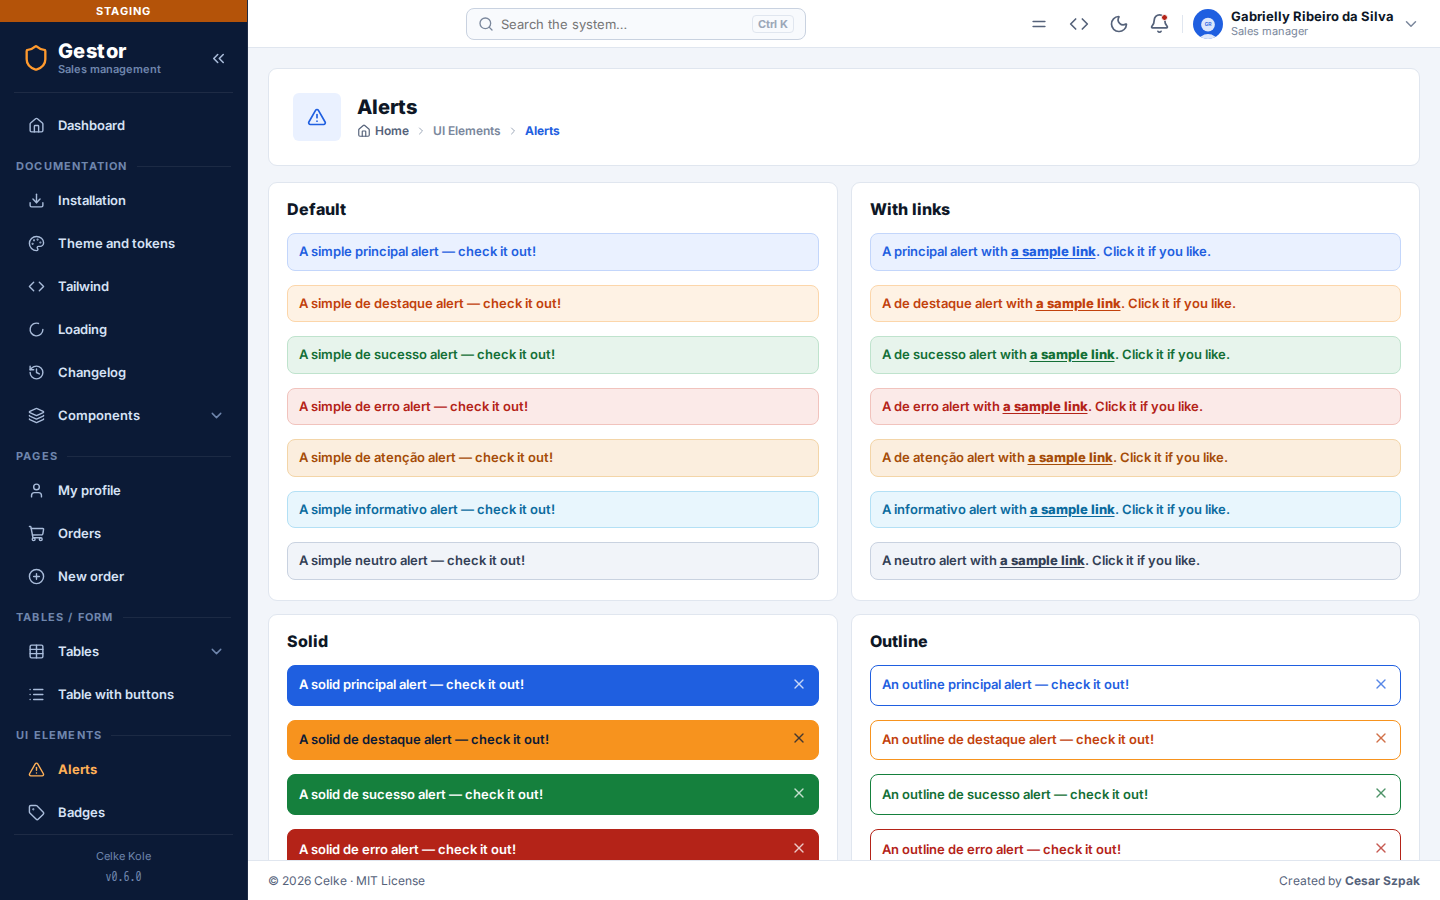 STAGING
Gestor
Sales management
Dashboard
DOCUMENTATION
Installation
Theme and tokens
Tailwind
Loading
Changelog
Components
PAGES
My profile
Orders
New order
TABLES / FORM
Tables
Table with buttons
UI ELEMENTS
Alerts
Badges
Celke Kole
v0.6.0
Search the system...
Ctrl K
GR
Gabrielly Ribeiro da Silva
Sales manager
Alerts
Home
UI Elements
Alerts
Default
A simple principal alert — check it out!
A simple de destaque alert — check it out!
A simple de sucesso alert — check it out!
A simple de erro alert — check it out!
A simple de atenção alert — check it out!
A simple informativo alert — check it out!
A simple neutro alert — check it out!
With links
A principal alert with a sample link. Click it if you like.
A de destaque alert with a sample link. Click it if you like.
A de sucesso alert with a sample link. Click it if you like.
A de erro alert with a sample link. Click it if you like.
A de atenção alert with a sample link. Click it if you like.
A informativo alert with a sample link. Click it if you like.
A neutro alert with a sample link. Click it if you like.
Solid
A solid principal alert — check it out!
A solid de destaque alert — check it out!
A solid de sucesso alert — check it out!
A solid de erro alert — check it out!
Outline
An outline principal alert — check it out!
An outline de destaque alert — check it out!
An outline de sucesso alert — check it out!
An outline de erro alert — check it out!
© 2026 Celke · MIT License
Created by Cesar Szpak